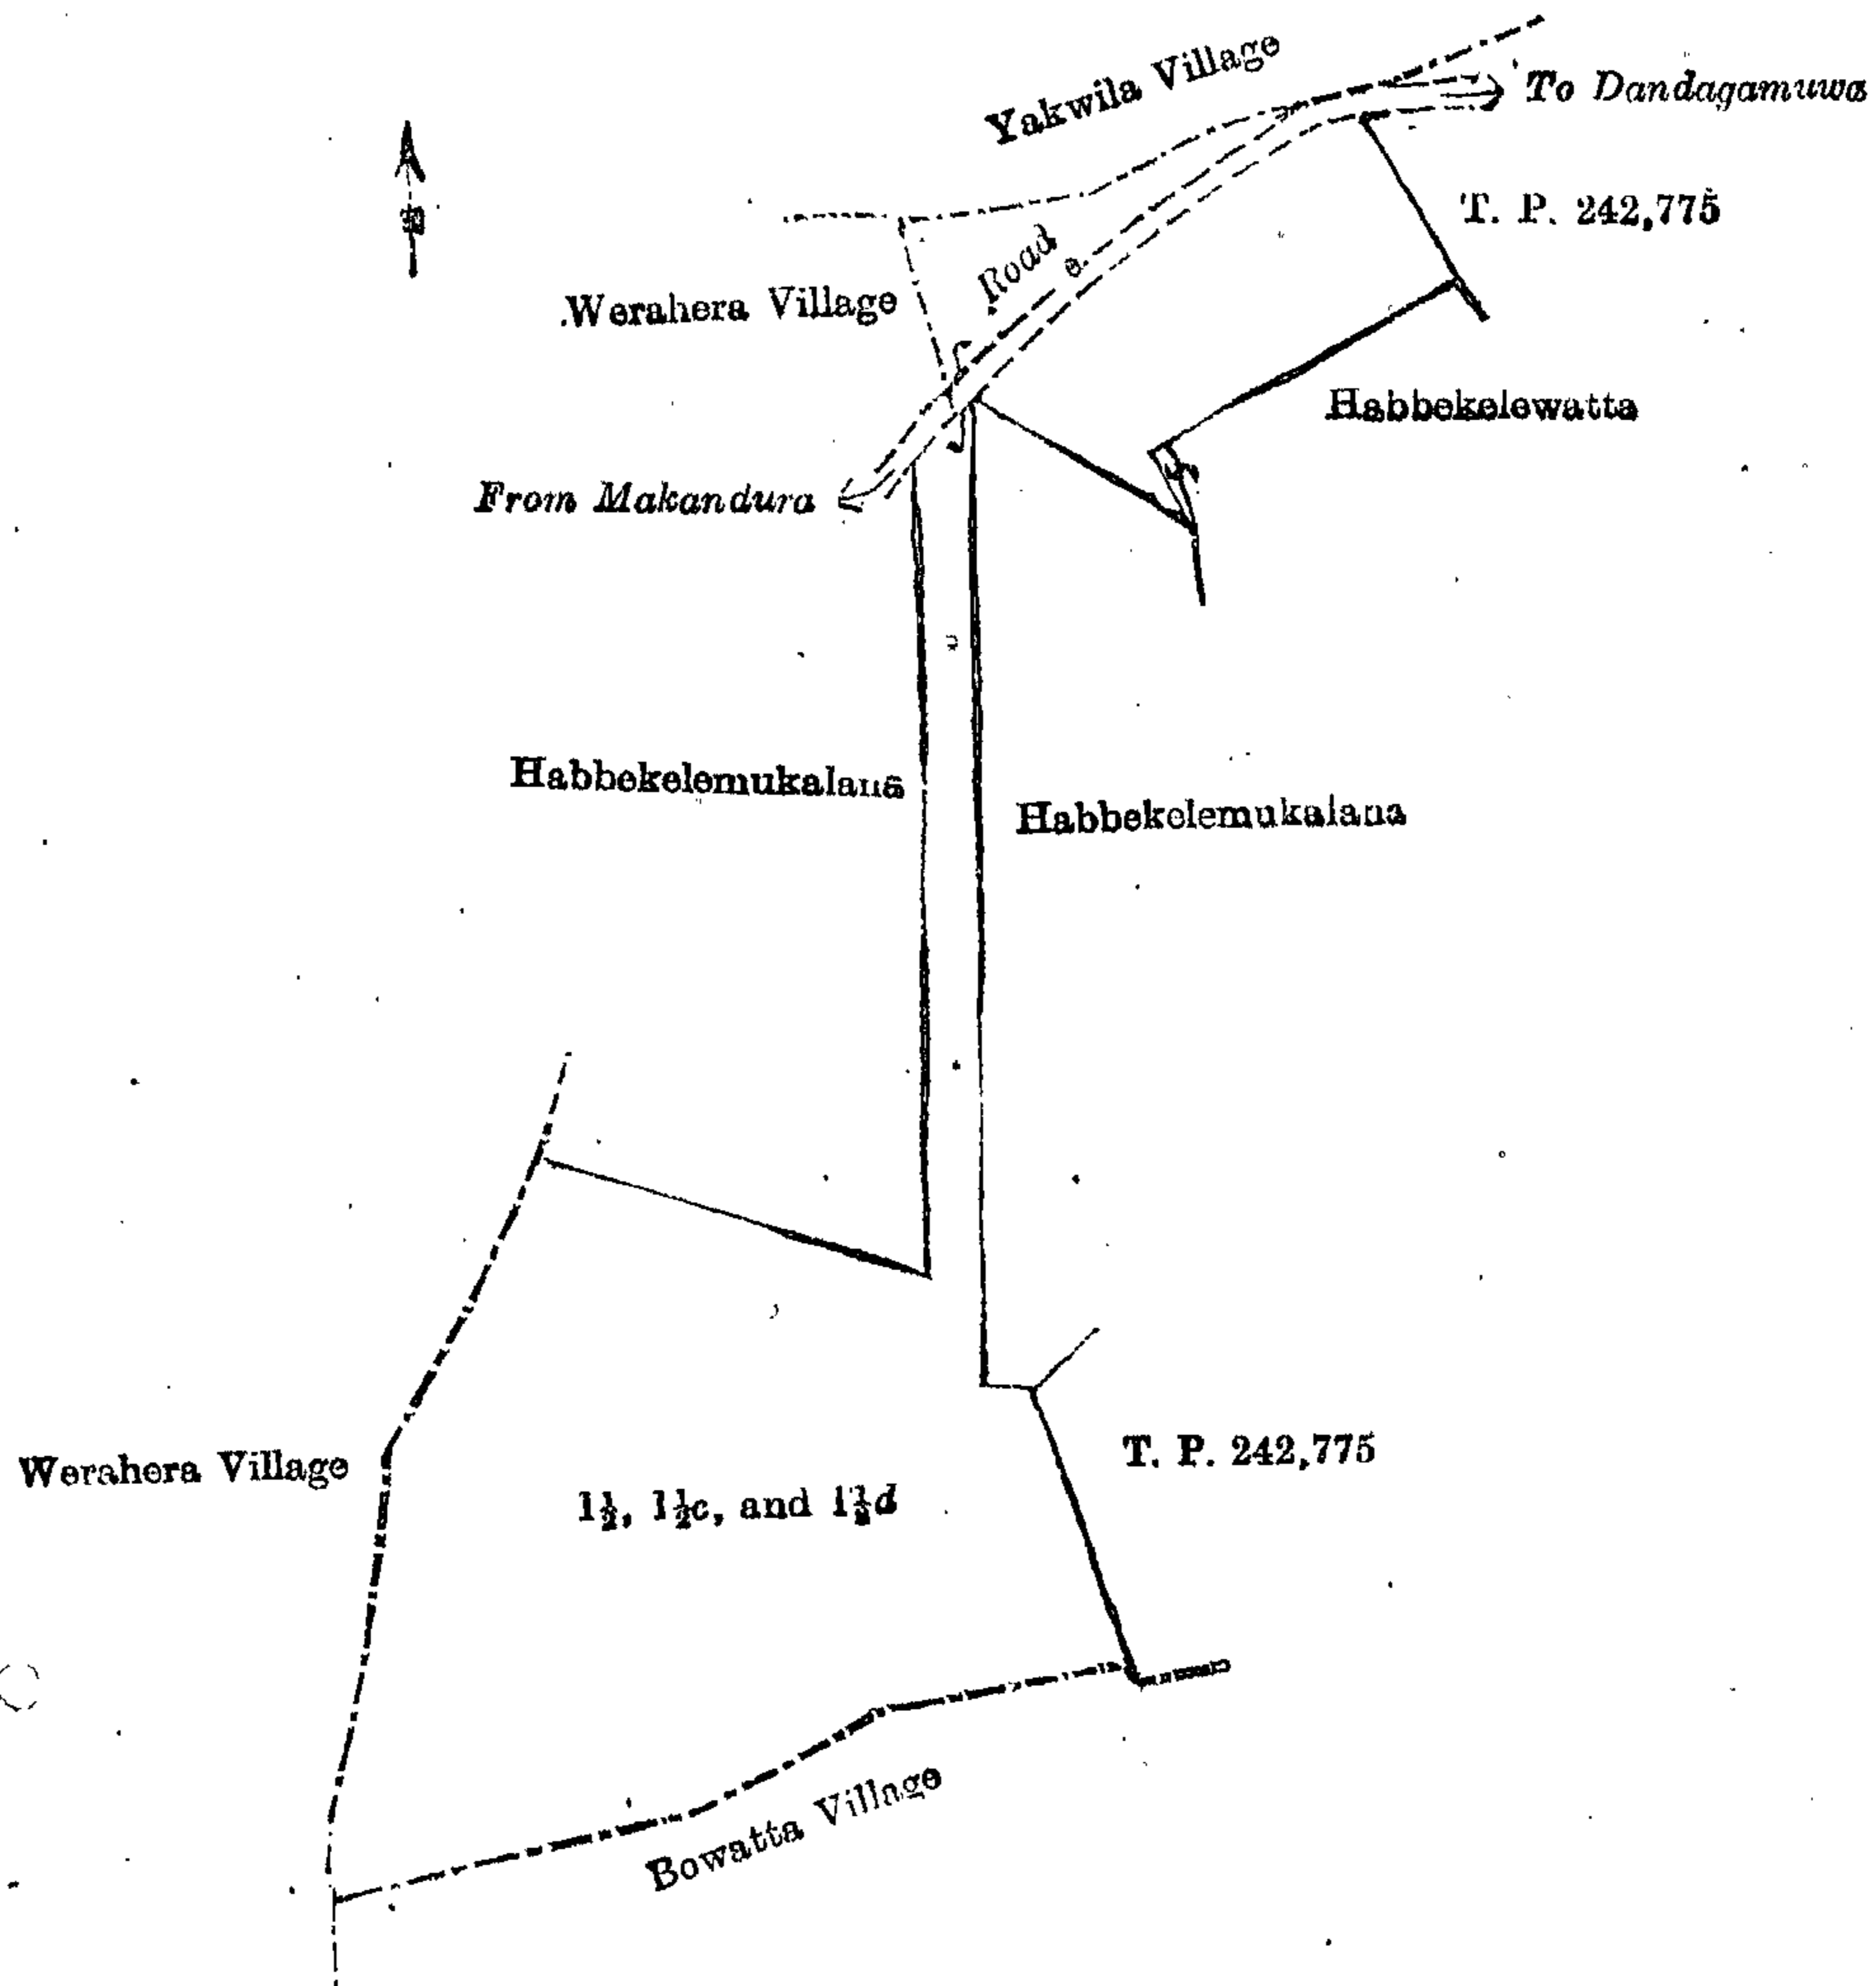 Yakwila Village
To Dandagamuwa
T. P. 242,775
Road
Werahera Village
Habbekelewatta
From Makandura
Habbekelemukalana
Habbekelemukalana
Werahera Village
T. P. 242,775
1½, 1½c, and 1½d
Bowatta Village